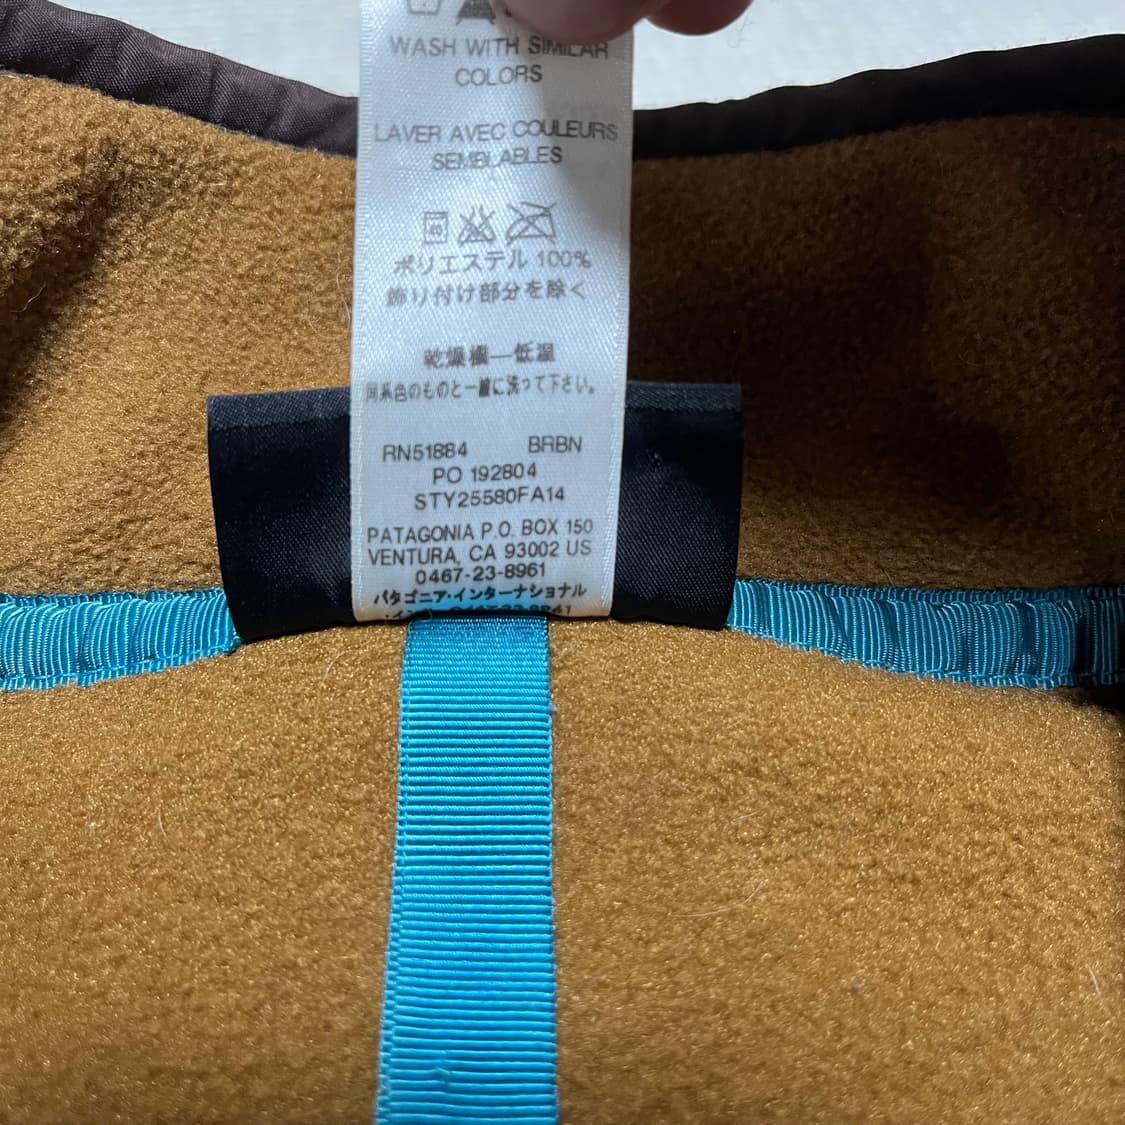 WASH WITH SIMILAR
COLORS
LAVER AVEC COULEURS
SEMBLABLES
ポリエステル 100%
飾り付け部分を除く
乾燥機—低温
同系色のものと一緒に洗って下さい。
RN51884 BRBN
PO 192804
STY25580FA14
PATAGONIA P.O. BOX 150
VENTURA, CA 93002 US
0467-23-8961
パタゴニア・インターナショナル